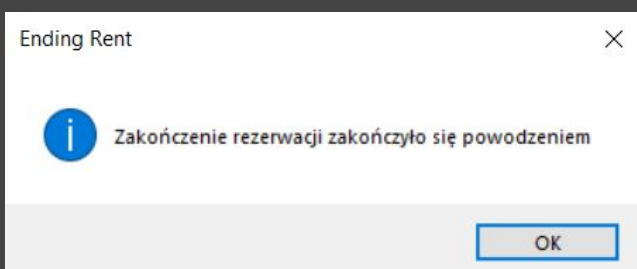 Ending Rent
Zakończenie rezerwacji zakończyło się powodzeniem
OK